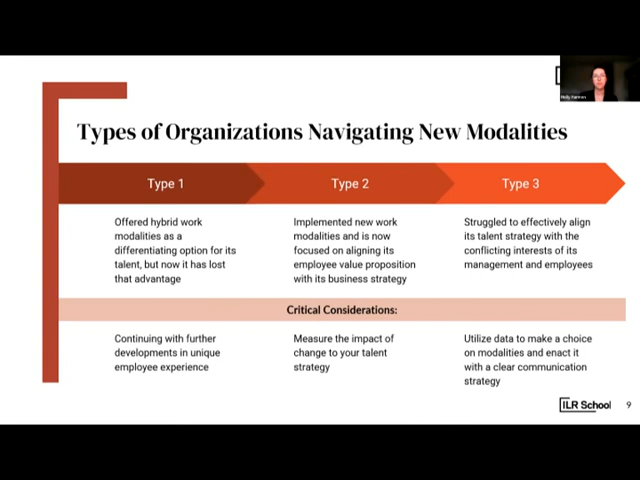 Types of Organizations Navigating New Modalities
Type 1
Type 2
Type 3
Offered hybrid work
modalities as a
differentiating option for its
talent, but now it has lost
that advantage
Implemented new work
modalities and is now
focused on aligning its
employee value proposition
with its business strategy
Struggled to effectively align
its talent strategy with the
conflicting interests of its
management and employees
Critical Considerations:
Continuing with further
developments in unique
employee experience
Measure the impact of
change to your talent
strategy
Utilize data to make a choice
on modalities and enact it
with a clear communication
strategy
ILR School
9